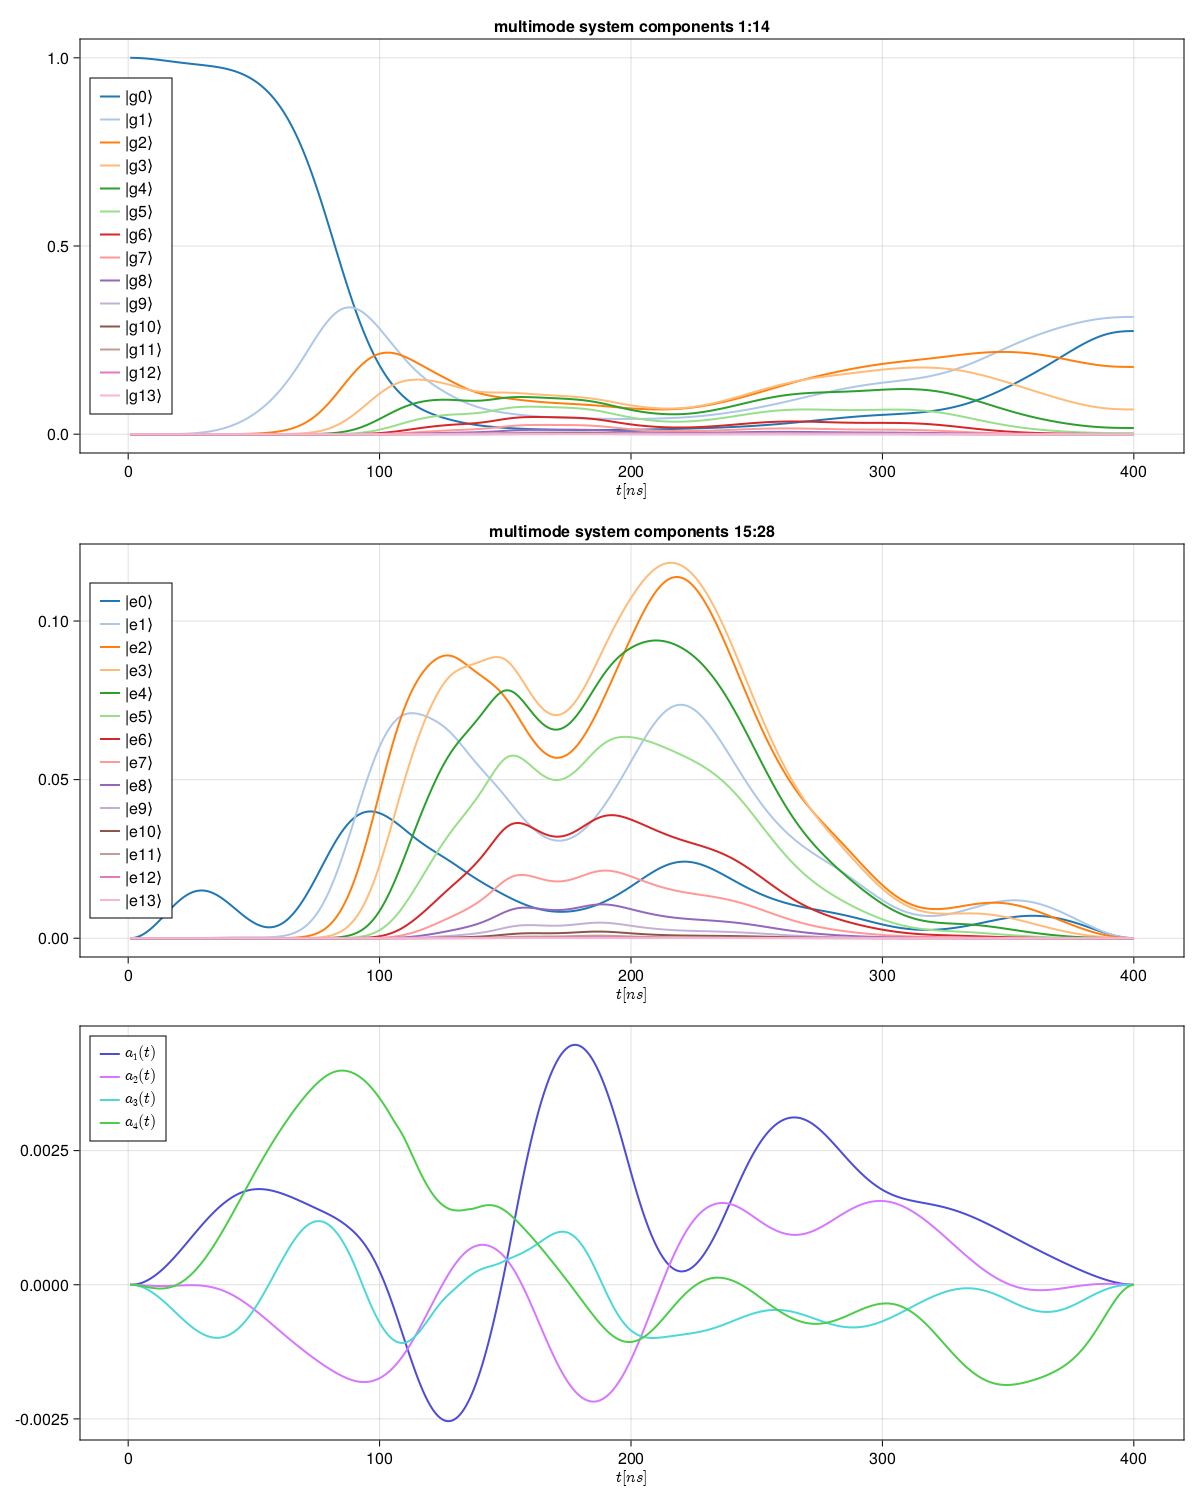 multimode system components 1:14
1.0
|g0⟩
|g1⟩
|g2⟩
|g3⟩
|g4⟩
|g5⟩
|g6⟩
|g7⟩
|g8⟩
|g9⟩
|g10⟩
|g11⟩
|g12⟩
|g13⟩
0.5
0.0
0 100 200 300 400
t[ns]
multimode system components 15:28
|e0⟩
|e1⟩
|e2⟩
|e3⟩
|e4⟩
|e5⟩
|e6⟩
|e7⟩
|e8⟩
|e9⟩
|e10⟩
|e11⟩
|e12⟩
|e13⟩
0.10
0.05
0.00
0 100 200 300 400
t[ns]
a₁(t)
a₂(t)
a₃(t)
a₄(t)
0.0025
0.0000
-0.0025
0 100 200 300 400
t[ns]